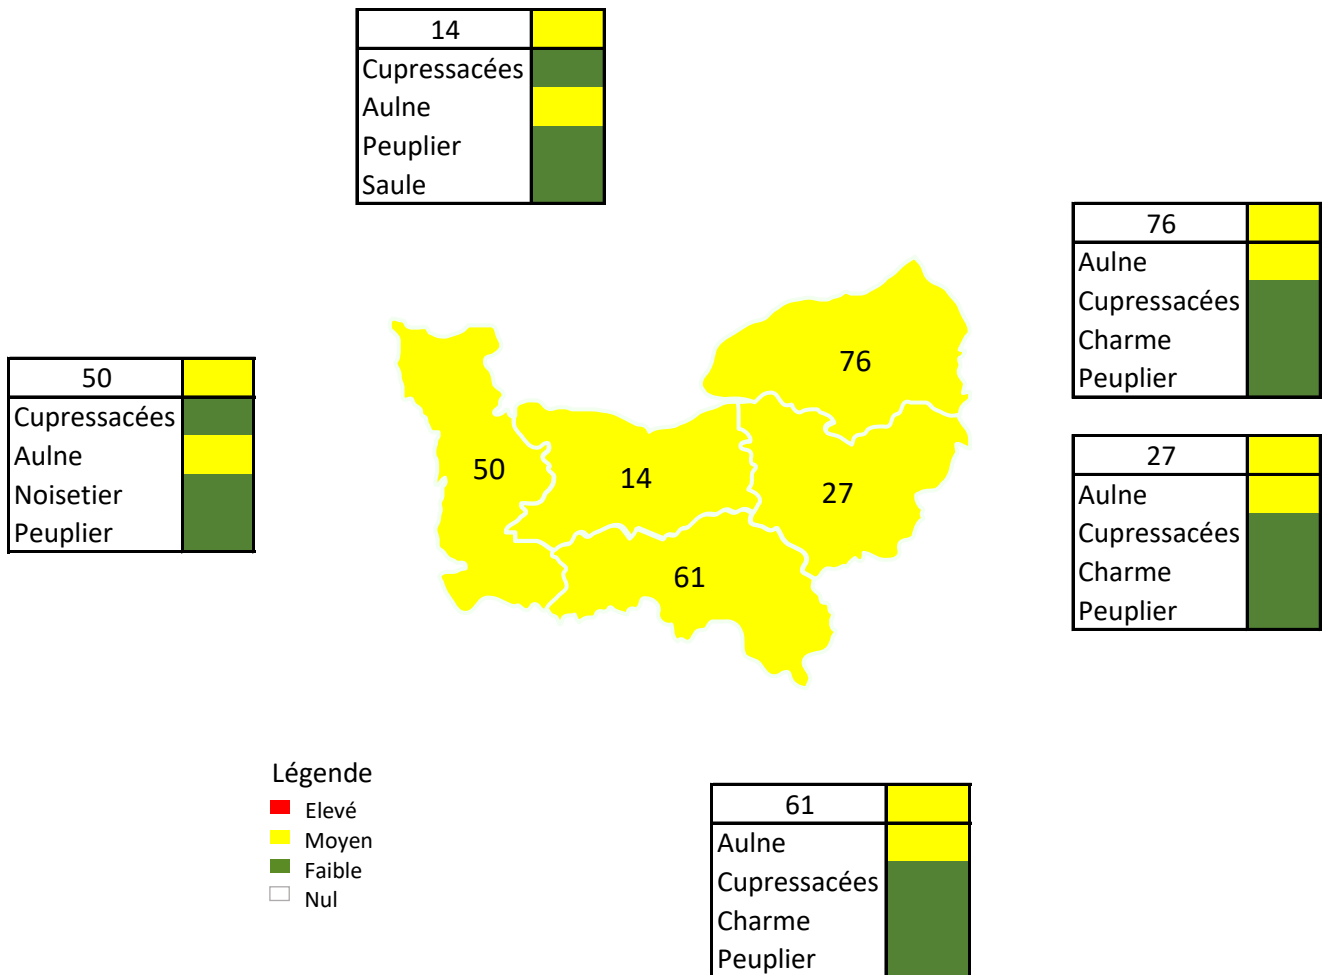 14
Cupressacées
Aulne
Peuplier
Saule
76
Aulne
Cupressacées
Charme
Peuplier
50
Cupressacées
Aulne
Noisetier
Peuplier
76
50
14
27
61
27
Aulne
Cupressacées
Charme
Peuplier
Légende
Elevé
Moyen
Faible
Nul
61
Aulne
Cupressacées
Charme
Peuplier